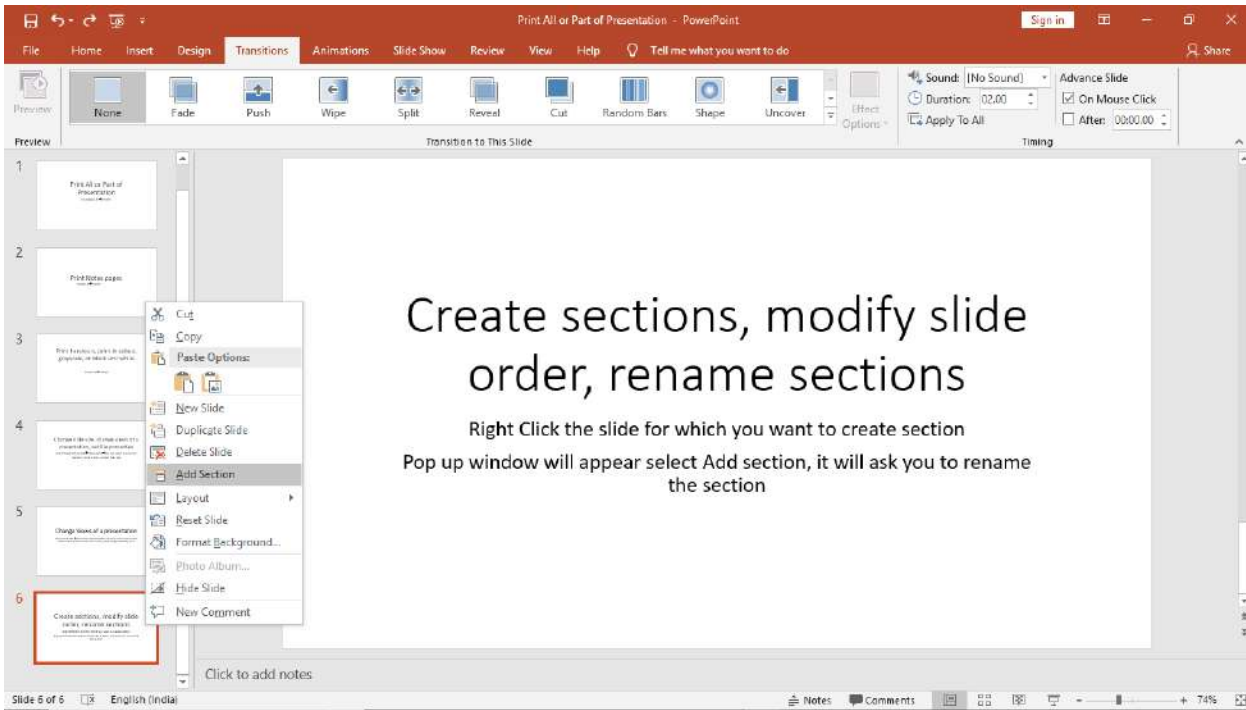 Print All or Part of Presentation - PowerPoint
Sign in
File Home Insert Design Transitions Animations Slide Show Review View Help Tell me what you want to do Share
Preview None Fade Push Wipe Split Reveal Cut Random Bars Shape Uncover Effect Options
Sound: [No Sound] Advance Slide
Duration: 02.00 On Mouse Click
Apply To All After: 00:00.00
Preview Transition to This Slide Timing
1
Print All or Part of
Presentation
2
Print Notes pages
3
4
5
Change Views of a presentation
6
Create sections, modify slide
order, rename sections
Cut
Copy
Paste Options:
New Slide
Duplicate Slide
Delete Slide
Add Section
Layout
Reset Slide
Format Background...
Photo Album...
Hide Slide
New Comment
Create sections, modify slide
order, rename sections
Right Click the slide for which you want to create section
Pop up window will appear select Add section, it will ask you to rename
the section
Click to add notes
Slide 6 of 6 English (India) Notes Comments 74%